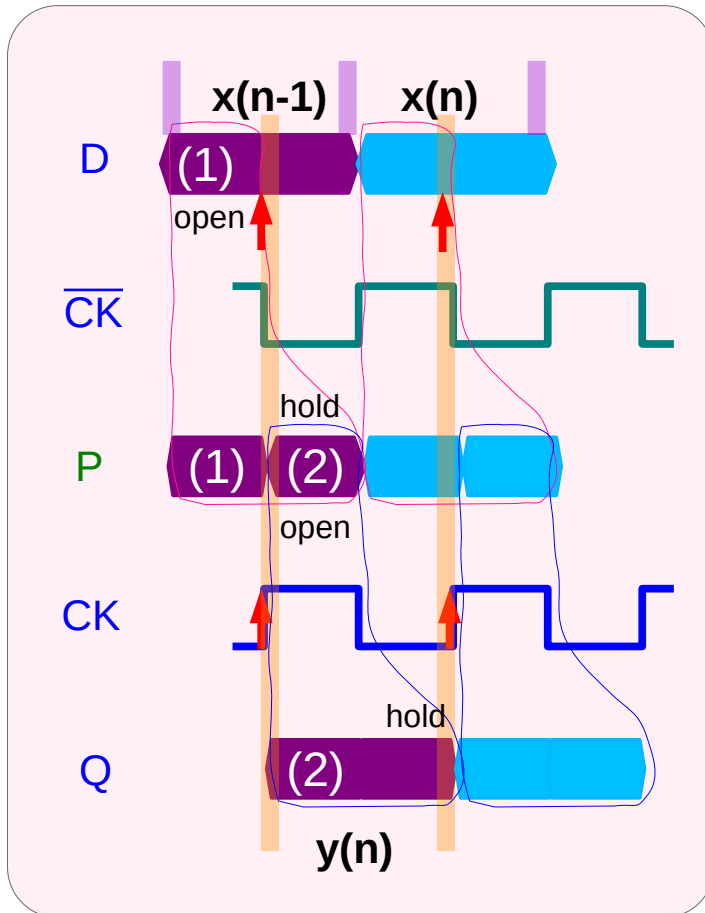 x(n-1) x(n)
D (1)
open
CK
hold
P (1) (2)
open
CK
hold
Q (2)
y(n)